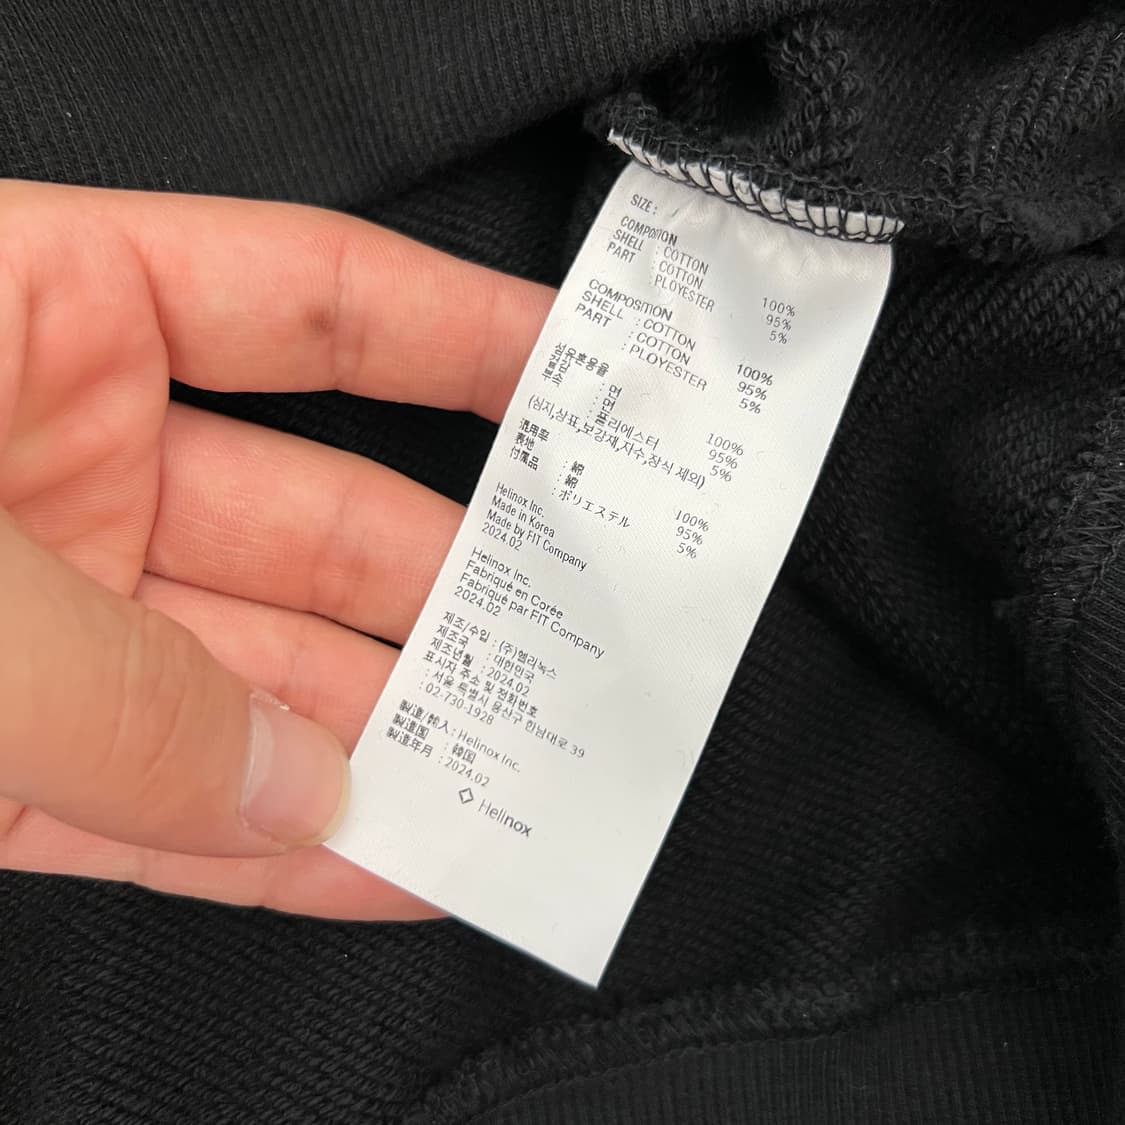 SIZE :
COMPOSITION
SHELL : COTTON 100%
PART : COTTON 95%
: PLOYESTER 5%
COMPOSITION
SHELL : COTTON 100%
PART : COTTON 95%
: PLOYESTER 5%
섬유혼용율
겉감 : 면 100%
부속 : 면 95%
: 폴리에스터 5%
(심지,상표,보강재,자수,장식 제외)
混用率
表地 : 綿 100%
付属品 : 綿 95%
: ポリエステル 5%
Helinox Inc.
Made in Korea
Made by FIT Company
2024.02
Helinox Inc.
Fabriqué en Corée
Fabriqué par FIT Company
2024.02
제조/수입 : (주)헬리녹스
제조국 : 대한민국
제조년월 : 2024.02
표시자 주소 및 전화번호
: 서울 특별시 용산구 한남대로 39
: 02-730-1928
製造/輸入 : Helinox Inc.
製造国 : 韓国
製造年月 : 2024.02
Helinox